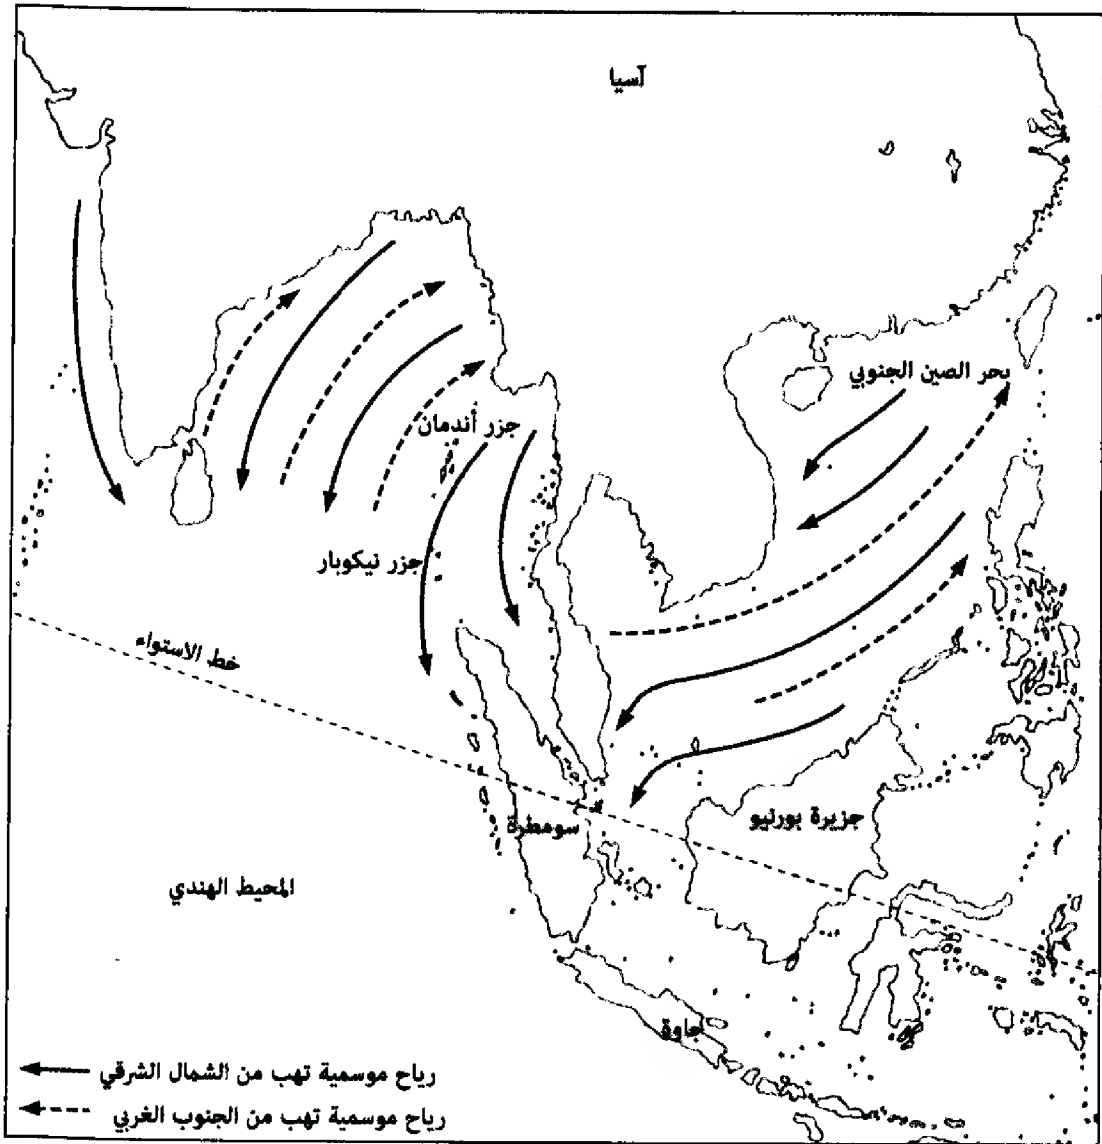 آسيا
بحر الصين الجنوبي
جزر أندمان
جزر نيكوبار
خط الاستواء
جزيرة بورنيو
سومطرة
المحيط الهندي
جاوة
رياح موسمية تهب من الشمال الشرقي
رياح موسمية تهب من الجنوب الغربي